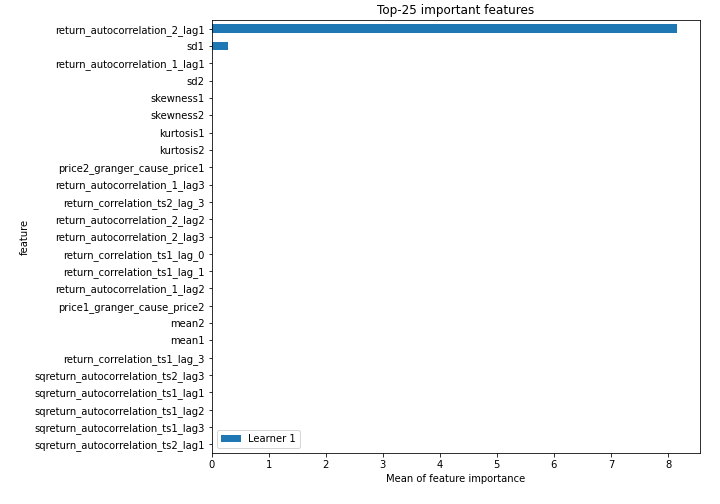 Top-25 important features
return_autocorrelation_2_lag1
sd1
return_autocorrelation_1_lag1
sd2
skewness1
skewness2
kurtosis1
kurtosis2
price2_granger_cause_price1
return_autocorrelation_1_lag3
return_correlation_ts2_lag_3
return_autocorrelation_2_lag2
return_autocorrelation_2_lag3
return_correlation_ts1_lag_0
return_correlation_ts1_lag_1
return_autocorrelation_1_lag2
price1_granger_cause_price2
mean2
mean1
return_correlation_ts1_lag_3
sqreturn_autocorrelation_ts2_lag3
sqreturn_autocorrelation_ts1_lag1
sqreturn_autocorrelation_ts1_lag2
sqreturn_autocorrelation_ts1_lag3
sqreturn_autocorrelation_ts2_lag1
feature
Learner 1
0 1 2 3 4 5 6 7 8
Mean of feature importance